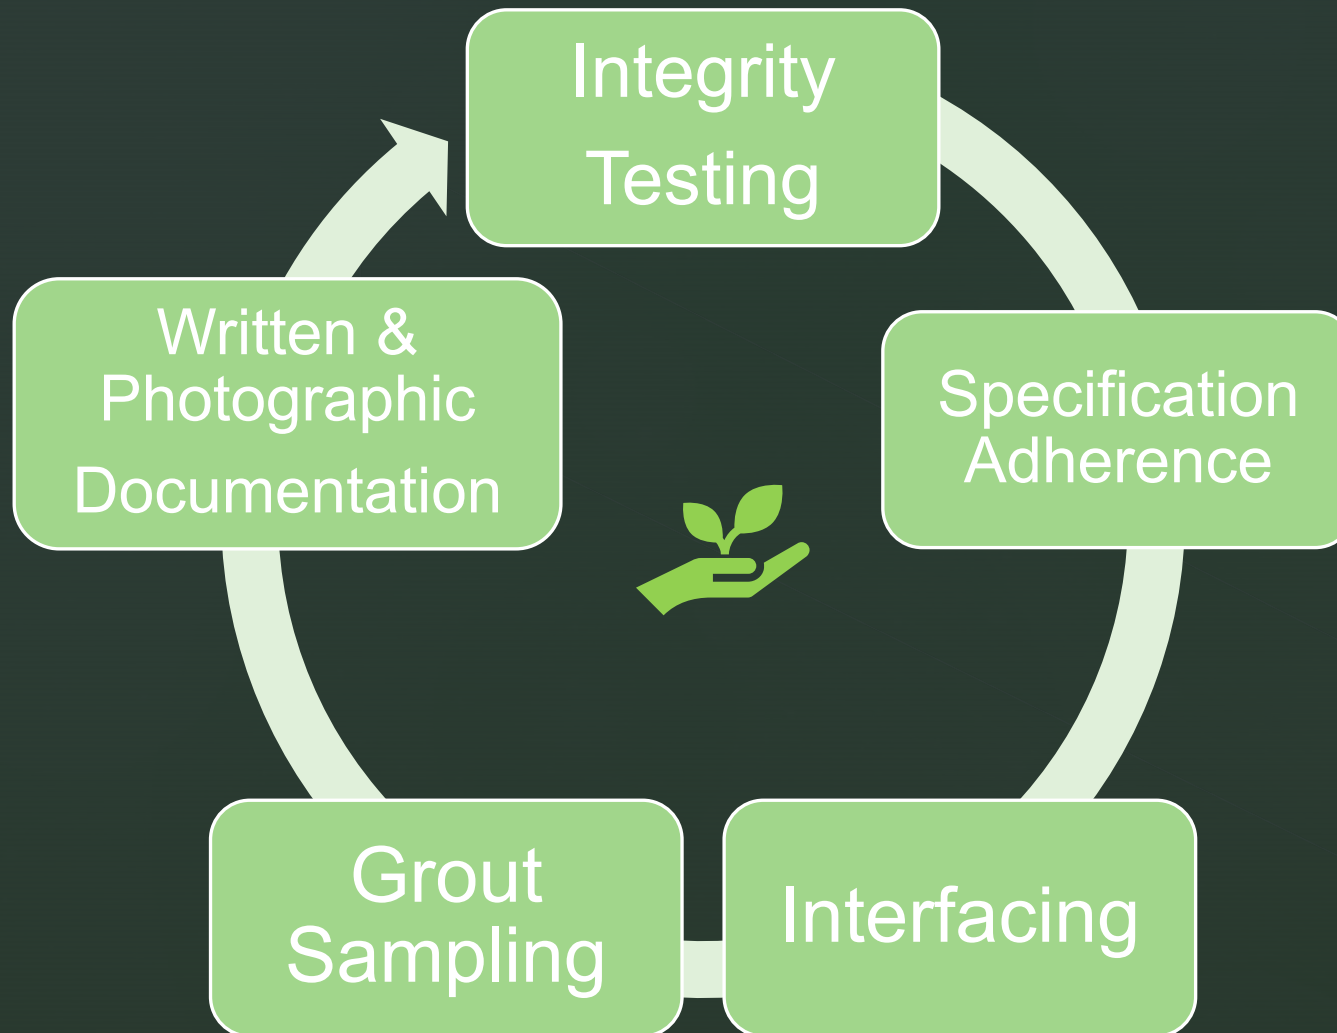 Integrity
Testing
Specification
Adherence
Interfacing
Grout
Sampling
Written &
Photographic
Documentation